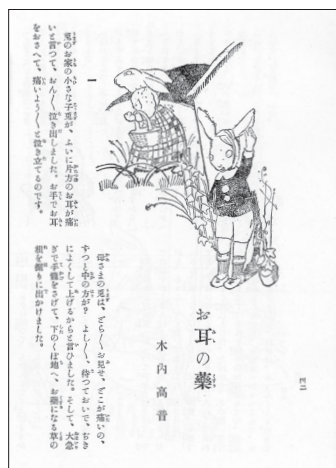 四二
お耳の藥
木內高音
一
兎のお家の小さな子兎が、ふいに片方のお耳が痛
いと言つて、おん／＼泣き出しました。お手でお耳
をおさへて、痛いよう／＼と泣き立てるのです。
母さまの兎は、どら／＼お見せ、どこが痛いの、
ずつと中の方が？ よし／＼、待つておいで、ぢき
によくして上げるからと言ひました。そして、大急
ぎで手籠をさげて、下のくぼ地へ、お藥になる草の
根を掘りに出かけました。